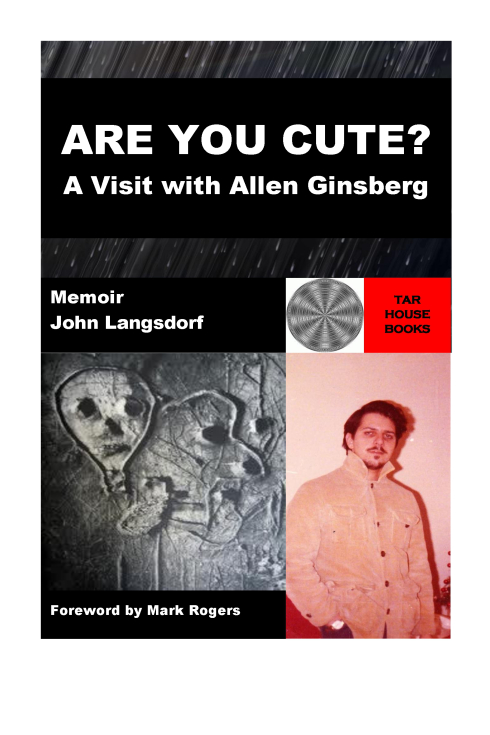 ARE YOU CUTE?
A Visit with Allen Ginsberg
Memoir
John Langsdorf
TAR
HOUSE
BOOKS
Foreword by Mark Rogers